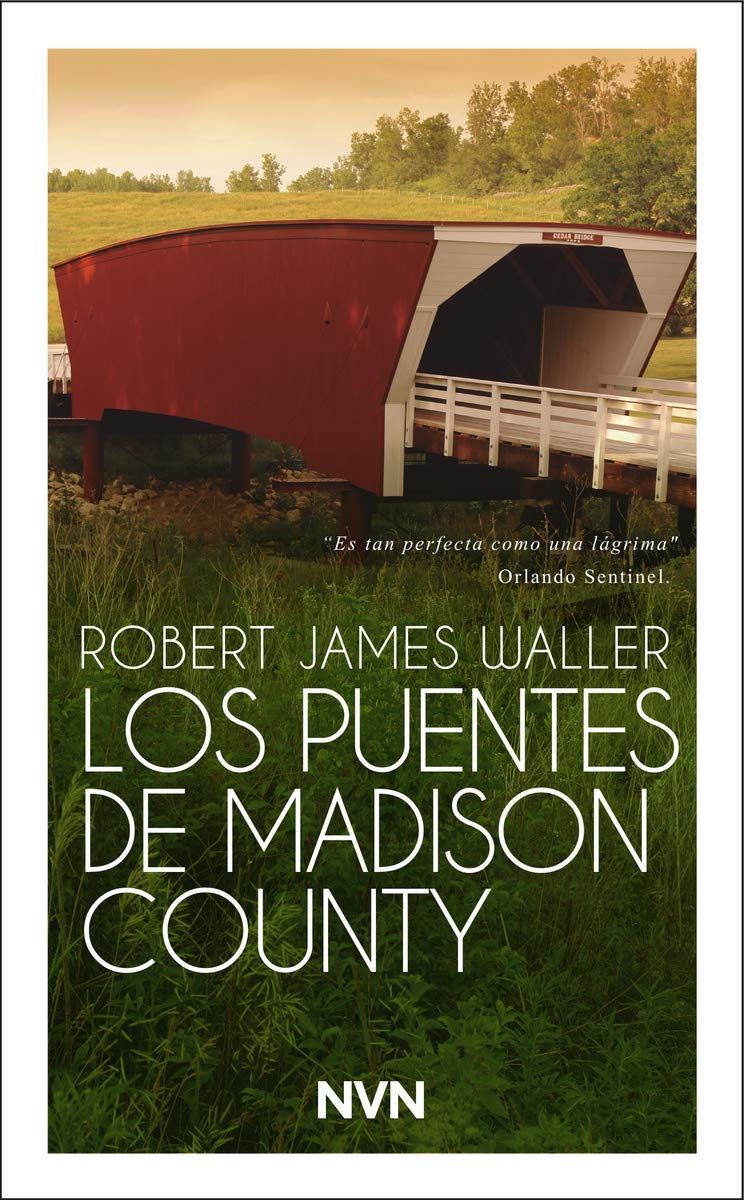 CEDAR BRIDGE
“Es tan perfecta como una lágrima"
Orlando Sentinel.
ROBERT JAMES WALLER
LOS PUENTES
DE MADISON
COUNTY
NVN